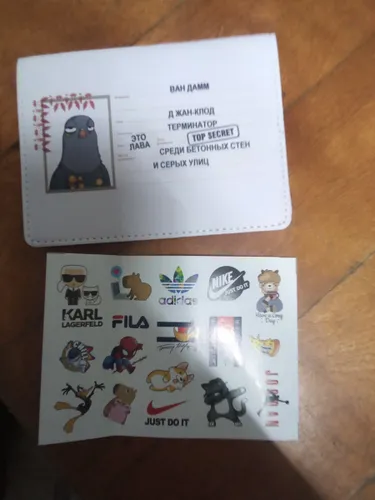 ВАН ДАММ
Д ЖАН-КЛОД
ТЕРМИНАТОР
ЭТО
ЛАВА
TOP SECRET
СРЕДИ БЕТОННЫХ СТЕН
И СЕРЫХ УЛИЦ
KARL
LAGERFELD
FILA
adidas
NIKE
JUST DO IT
JUST DO IT
JORDAN